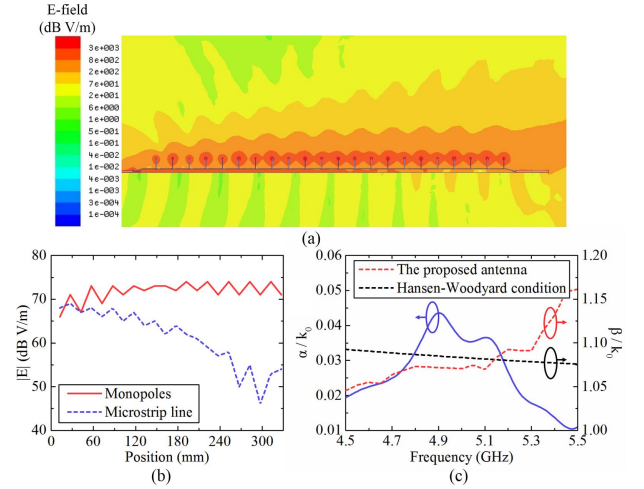 E-field
(dB V/m)
3e+003
8e+002
2e+002
8e+001
2e+001
6e+000
2e+000
5e-001
1e-001
4e-002
1e-002
4e-003
1e-003
3e-004
1e-004
(a)
80
70
60
50
40
|E| (dB V/m)
Monopoles
Microstrip line
0 60 120 180 240 300
Position (mm)
(b)
0.06
0.05
0.04
0.03
0.02
0.01
α / k0
The proposed antenna
Hansen-Woodyard condition
1.20
1.15
1.10
1.05
1.00
β / k0
4.5 4.7 4.9 5.1 5.3 5.5
Frequency (GHz)
(c)